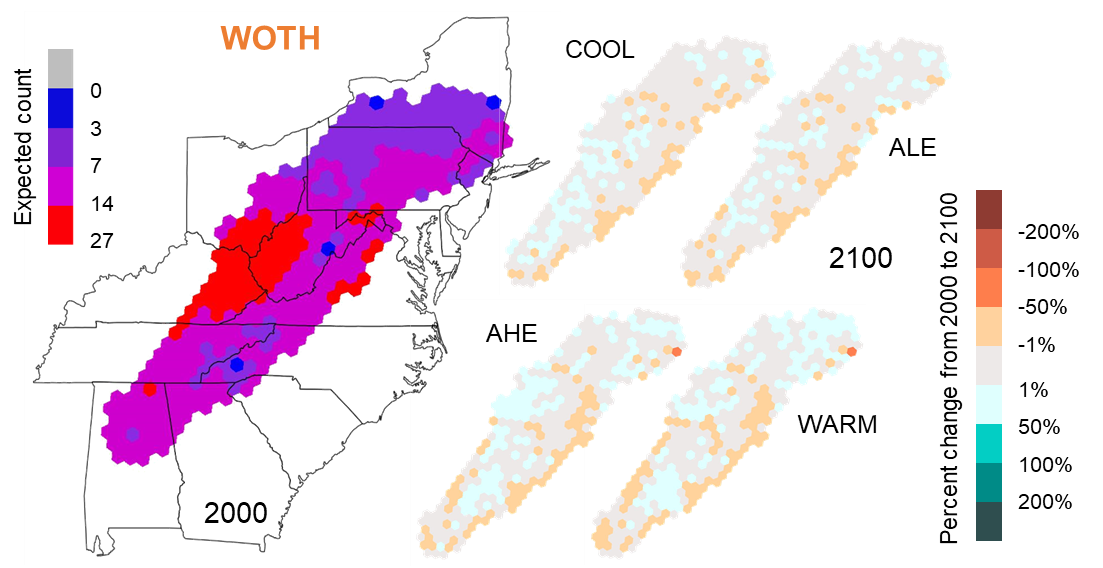 WOTH
Expected count
0
3
7
14
27
2000
COOL
ALE
2100
AHE
WARM
Percent change from 2000 to 2100
-200%
-100%
-50%
-1%
1%
50%
100%
200%